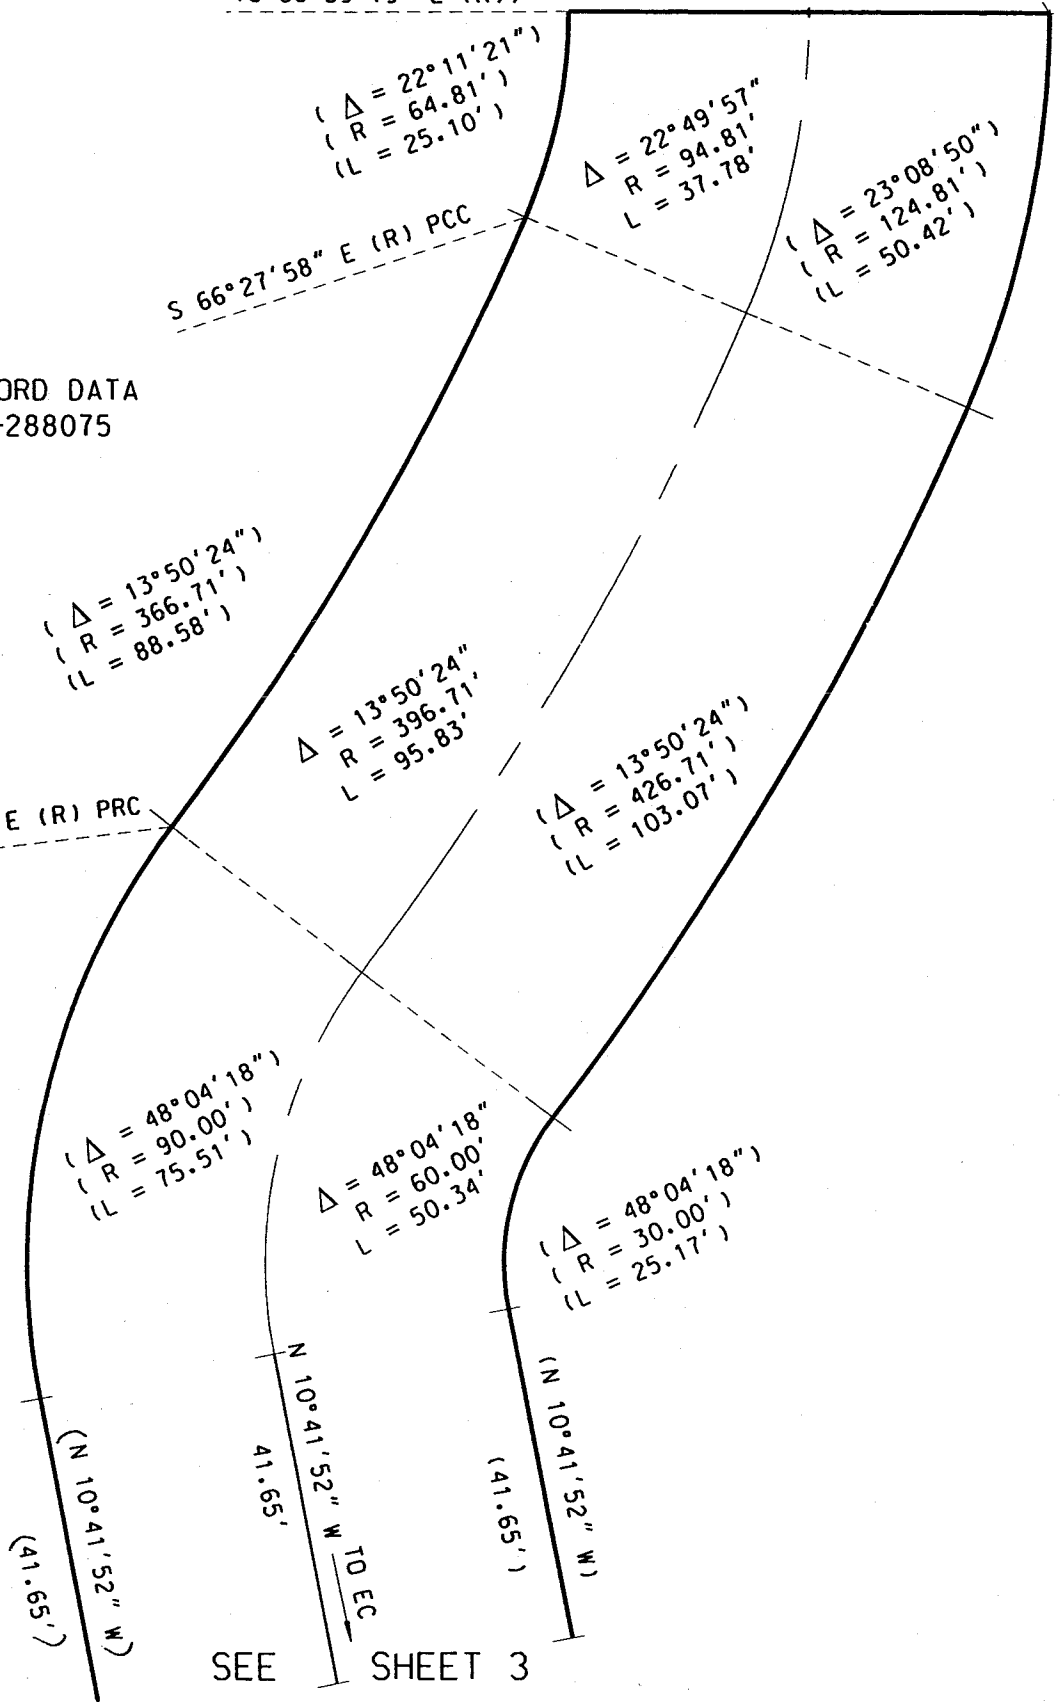 ( Δ = 22°11'21" )
( R = 64.81' )
(L = 25.10' )
Δ = 22°49'57"
R = 94.81'
L = 37.78'
( Δ = 23°08'50" )
( R = 124.81' )
(L = 50.42' )
S 66°27'58" E (R) PCC
ORD DATA
-288075
( Δ = 13°50'24" )
( R = 366.71' )
(L = 88.58' )
Δ = 13°50'24"
R = 396.71'
L = 95.83'
( Δ = 13°50'24" )
( R = 426.71' )
(L = 103.07' )
E (R) PRC
( Δ = 48°04'18" )
( R = 90.00' )
(L = 75.51' )
Δ = 48°04'18"
R = 60.00'
L = 50.34'
( Δ = 48°04'18" )
( R = 30.00' )
(L = 25.17' )
(N 10°41'52" W)
(41.65')
N 10°41'52" W TO EC
41.65'
(N 10°41'52" W)
(41.65')
SEE SHEET 3